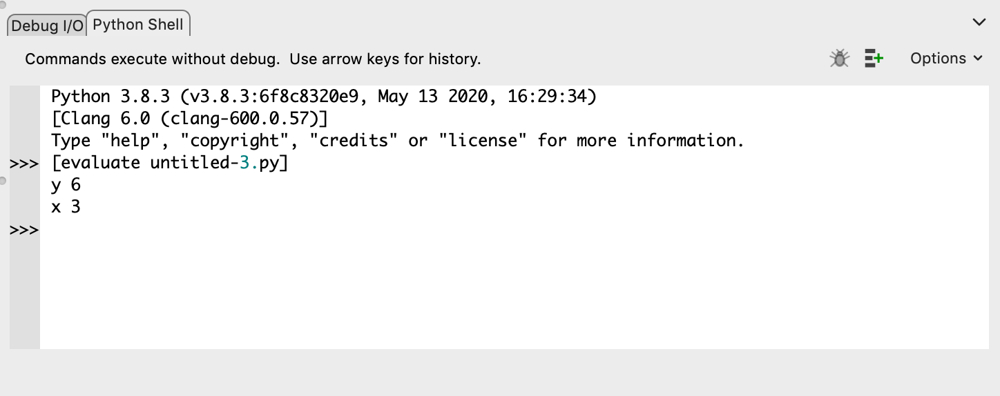 Debug I/O Python Shell
Commands execute without debug.  Use arrow keys for history. Options
Python 3.8.3 (v3.8.3:6f8c8320e9, May 13 2020, 16:29:34)
[Clang 6.0 (clang-600.0.57)]
Type "help", "copyright", "credits" or "license" for more information.
>>> [evaluate untitled-3.py]
y 6
x 3
>>>